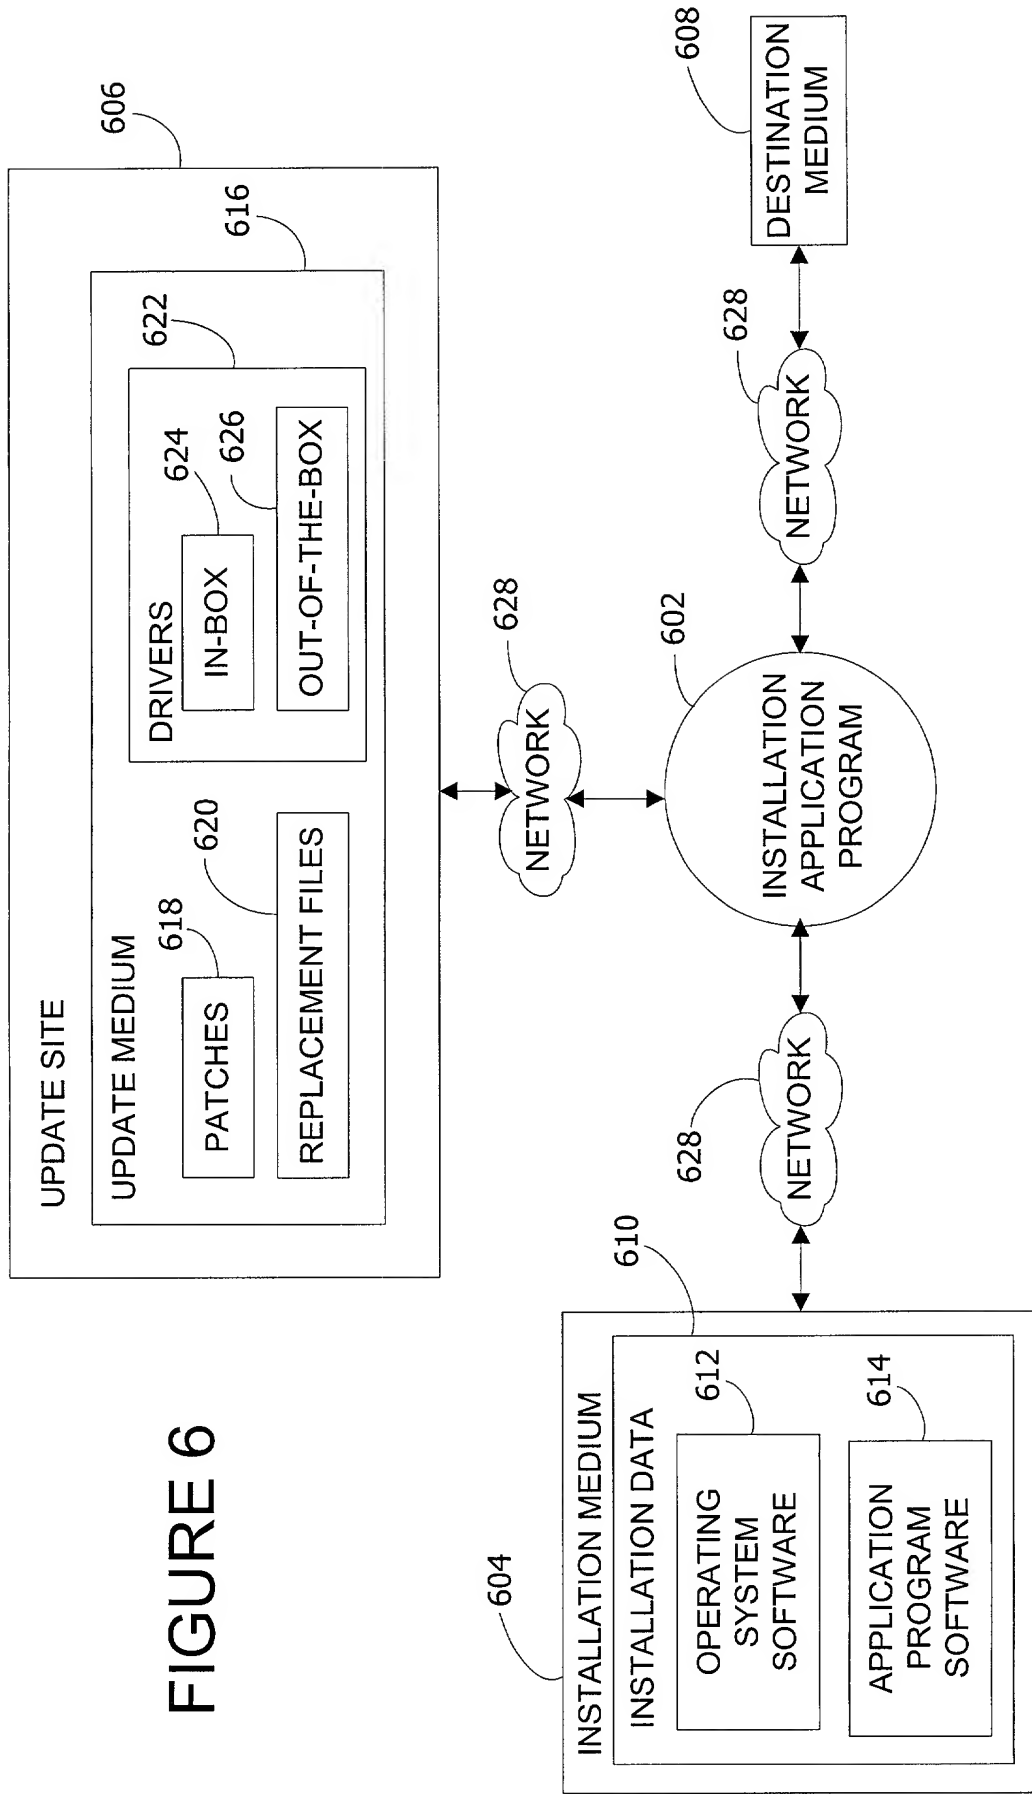 FIGURE 6
606
UPDATE SITE
616
UPDATE MEDIUM
618
PATCHES
620
REPLACEMENT FILES
622
DRIVERS
624
IN-BOX
626
OUT-OF-THE-BOX
628
NETWORK
604
INSTALLATION MEDIUM
610
INSTALLATION DATA
612
OPERATING
SYSTEM
SOFTWARE
614
APPLICATION
PROGRAM
SOFTWARE
628
NETWORK
602
INSTALLATION
APPLICATION
PROGRAM
628
NETWORK
608
DESTINATION
MEDIUM